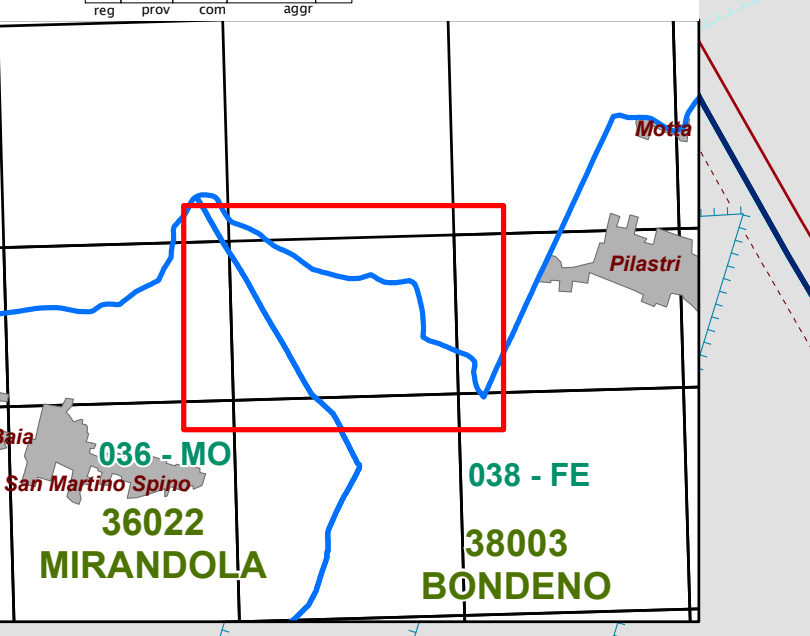 reg prov com aggr
Motta
Pilastri
Baia
036 - MO
San Martino Spino
038 - FE
36022
MIRANDOLA
38003
BONDENO